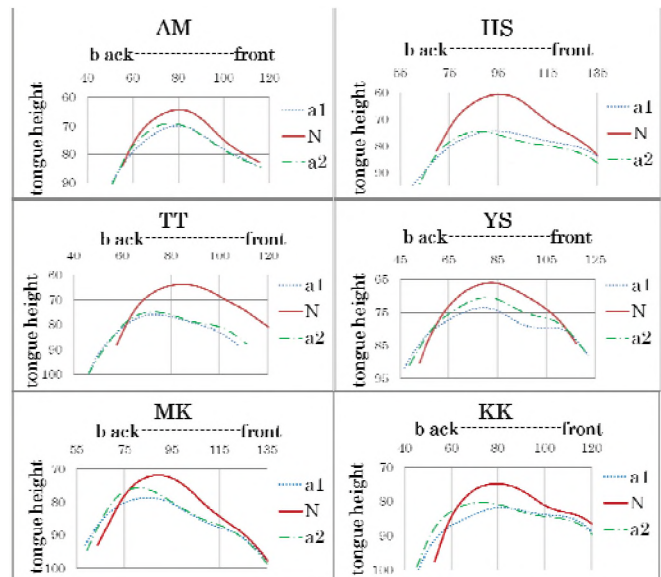 AM
b ack front
40 60 80 100 120
60
70
80
90
tongue height
a1
N
a2
IIS
b ack front
55 75 95 115 135
60
70
80
90
tongue height
a1
N
a2
TT
b ack front
40 60 80 100 120
60
70
80
90
100
tongue height
a1
N
a2
YS
b ack front
45 65 85 105 125
65
75
85
95
tongue height
a1
N
a2
MK
b ack front
55 75 95 115 135
70
80
90
100
tongue height
a1
N
a2
KK
b ack front
40 60 80 100 120
70
80
90
100
tongue height
a1
N
a2